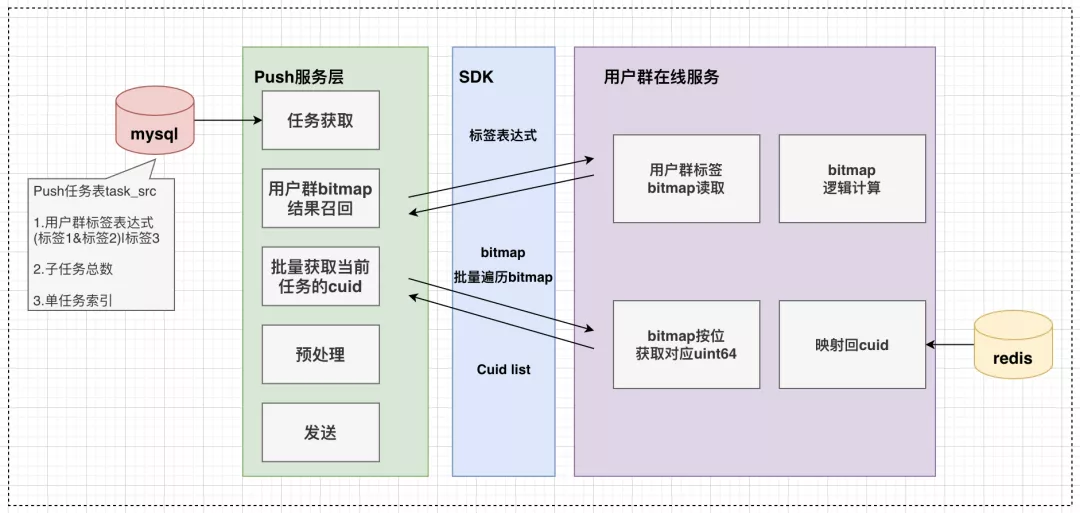 mysql
Push任务表task_src
1.用户群标签表达式
(标签1&标签2)|标签3
2.子任务总数
3.单任务索引
Push服务层
任务获取
用户群bitmap
结果召回
批量获取当前
任务的cuid
预处理
发送
SDK
标签表达式
bitmap
批量遍历bitmap
Cuid list
用户群在线服务
用户群标签
bitmap读取
bitmap
逻辑计算
bitmap按位
获取对应uint64
映射回cuid
redis